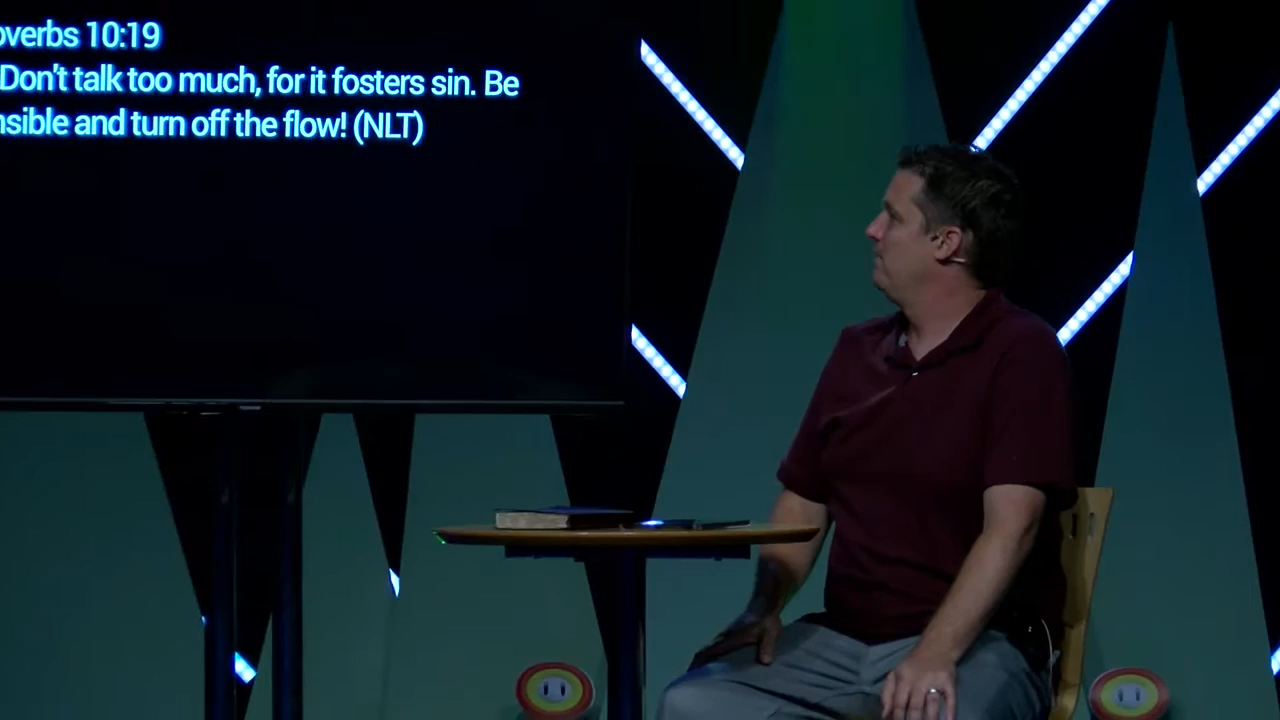 overbs 10:19
Don't talk too much, for it fosters sin. Be
nsible and turn off the flow! (NLT)